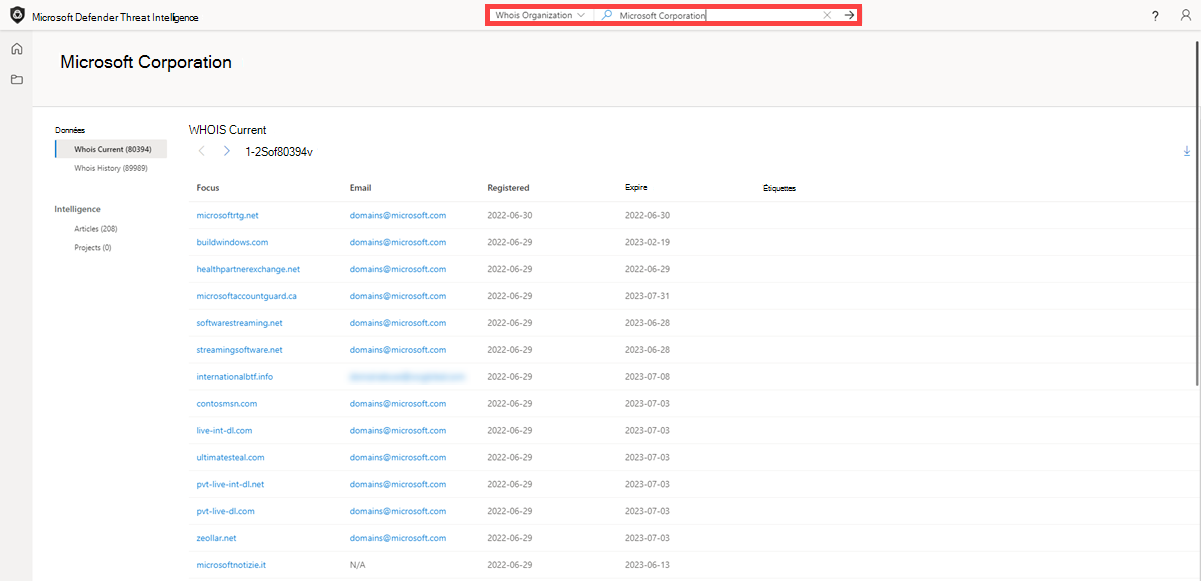 Microsoft Defender Threat Intelligence Whois Organization Microsoft Corporation ?
Microsoft Corporation
Données
Whois Current (80394)
Whois History (89989)
Intelligence
Articles (208)
Projects (0)
WHOIS Current
1-2Sof80394v
Focus Email Registered Expire Étiquettes
microsoftrtg.net domains@microsoft.com 2022-06-30 2022-06-30
buildwindows.com domains@microsoft.com 2022-06-29 2023-02-19
healthpartnerexchange.net domains@microsoft.com 2022-06-29 2022-06-29
microsoftaccountguard.ca domains@microsoft.com 2022-06-29 2023-07-31
softwarestreaming.net domains@microsoft.com 2022-06-29 2023-06-28
streamingsoftware.net domains@microsoft.com 2022-06-29 2023-06-28
internationalbtf.info 2022-06-29 2023-07-08
contosmsn.com domains@microsoft.com 2022-06-29 2023-07-03
live-int-dl.com domains@microsoft.com 2022-06-29 2023-07-03
ultimatesteal.com domains@microsoft.com 2022-06-29 2023-07-03
pvt-live-int-dl.net domains@microsoft.com 2022-06-29 2023-07-03
pvt-live-dl.com domains@microsoft.com 2022-06-29 2023-07-03
zeollar.net domains@microsoft.com 2022-06-29 2023-07-03
microsoftnotizie.it N/A 2022-06-29 2023-06-13